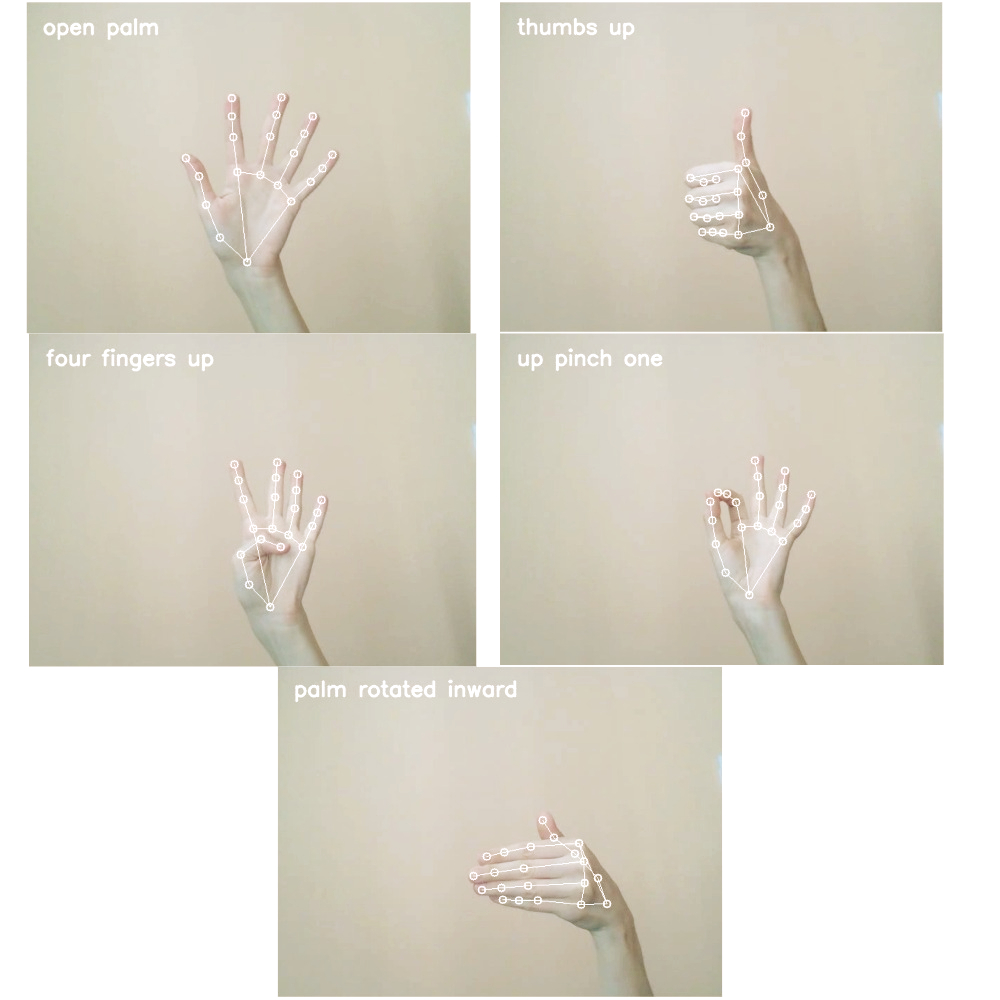 open palm
thumbs up
four fingers up
up pinch one
palm rotated inward